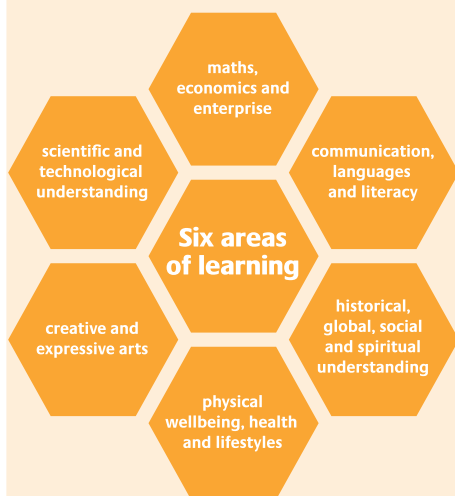 maths,
economics and
enterprise
scientific and
technological
understanding
communication,
languages
and literacy
Six areas
of learning
creative and
expressive arts
historical,
global, social
and spiritual
understanding
physical
wellbeing, health
and lifestyles